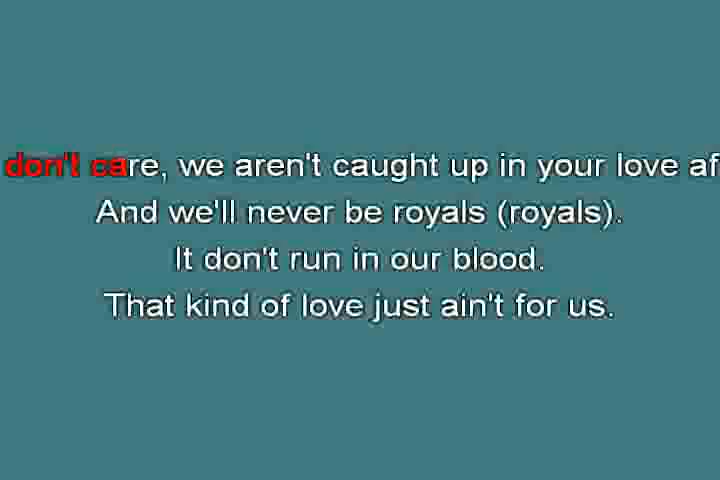 don't care, we aren't caught up in your love af
And we'll never be royals (royals).
It don't run in our blood.
That kind of love just ain't for us.